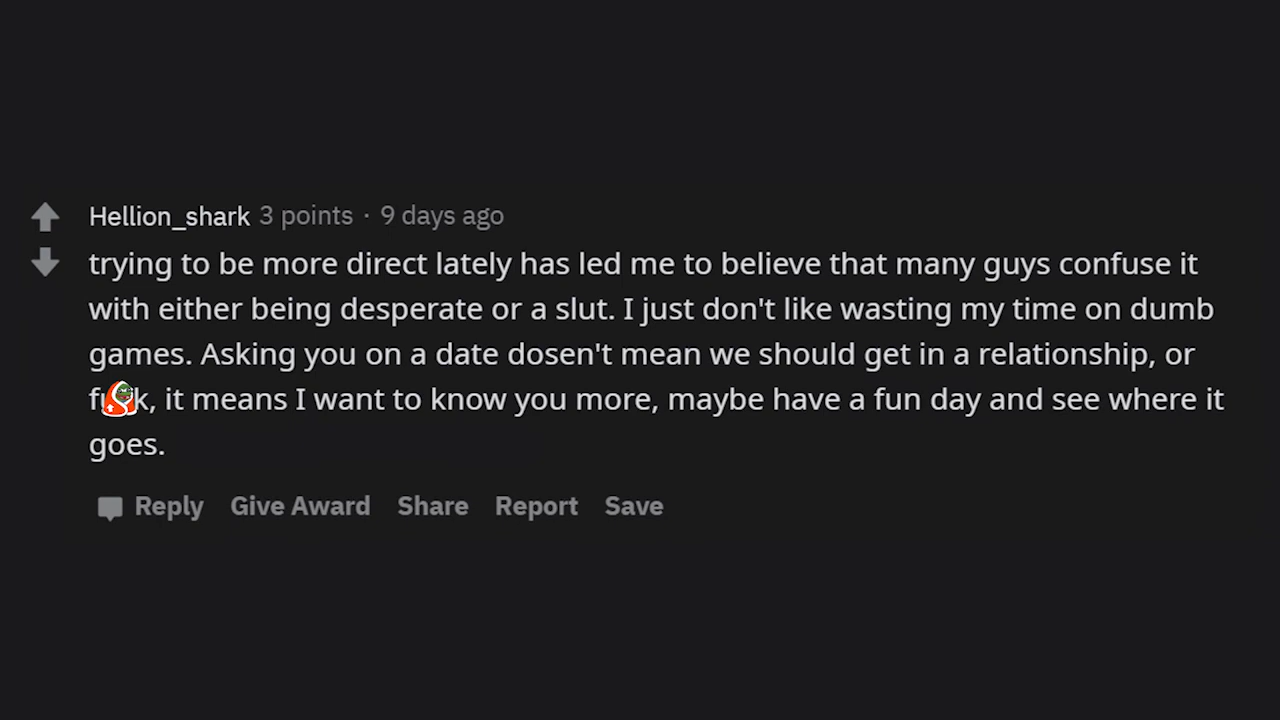 Hellion_shark 3 points · 9 days ago
trying to be more direct lately has led me to believe that many guys confuse it
with either being desperate or a slut. I just don't like wasting my time on dumb
games. Asking you on a date dosen't mean we should get in a relationship, or
it means I want to know you more, maybe have a fun day and see where it
goes.
Reply Give Award Share Report Save